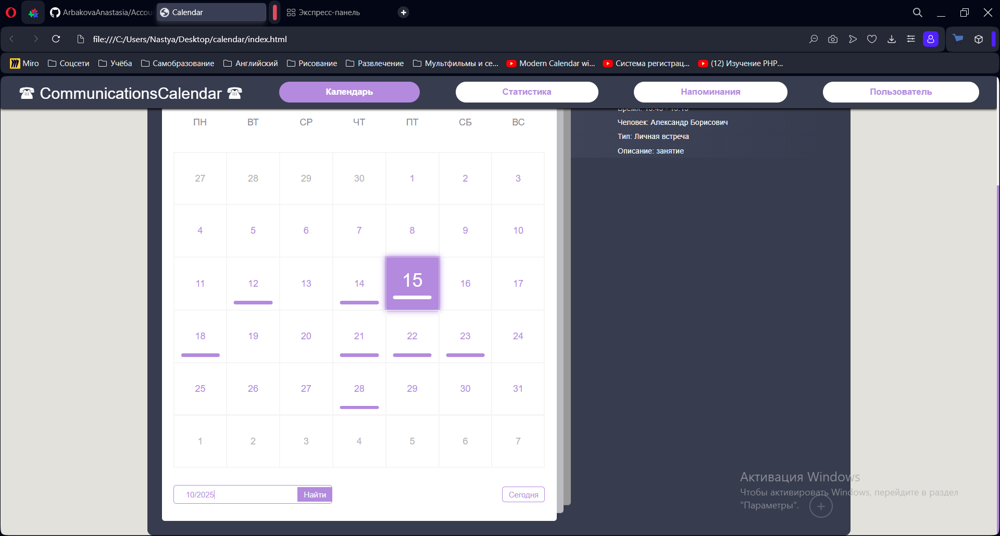 ArbakovaAnastasia/Accou
Calendar
Экспресс-панель
file:///C:/Users/Nastya/Desktop/calendar/index.html
Miro
Соцсети
Учёба
Самобразование
Английский
Рисование
Развлечение
Мультфильмы и се...
Modern Calendar wi...
Система регистрац...
(12) Изучение PHP...
☎ CommunicationsCalendar ☎
Календарь
Статистика
Напоминания
Пользователь
ПН ВТ СР ЧТ ПТ СБ ВС
27 28 29 30 1 2 3
4 5 6 7 8 9 10
11 12 13 14 15 16 17
18 19 20 21 22 23 24
25 26 27 28 29 30 31
1 2 3 4 5 6 7
10/2025
Найти
Сегодня
Человек: Александр Борисович
Тип: Личная встреча
Описание: занятие
Активация Windows
Чтобы активировать Windows, перейдите в раздел
"Параметры".